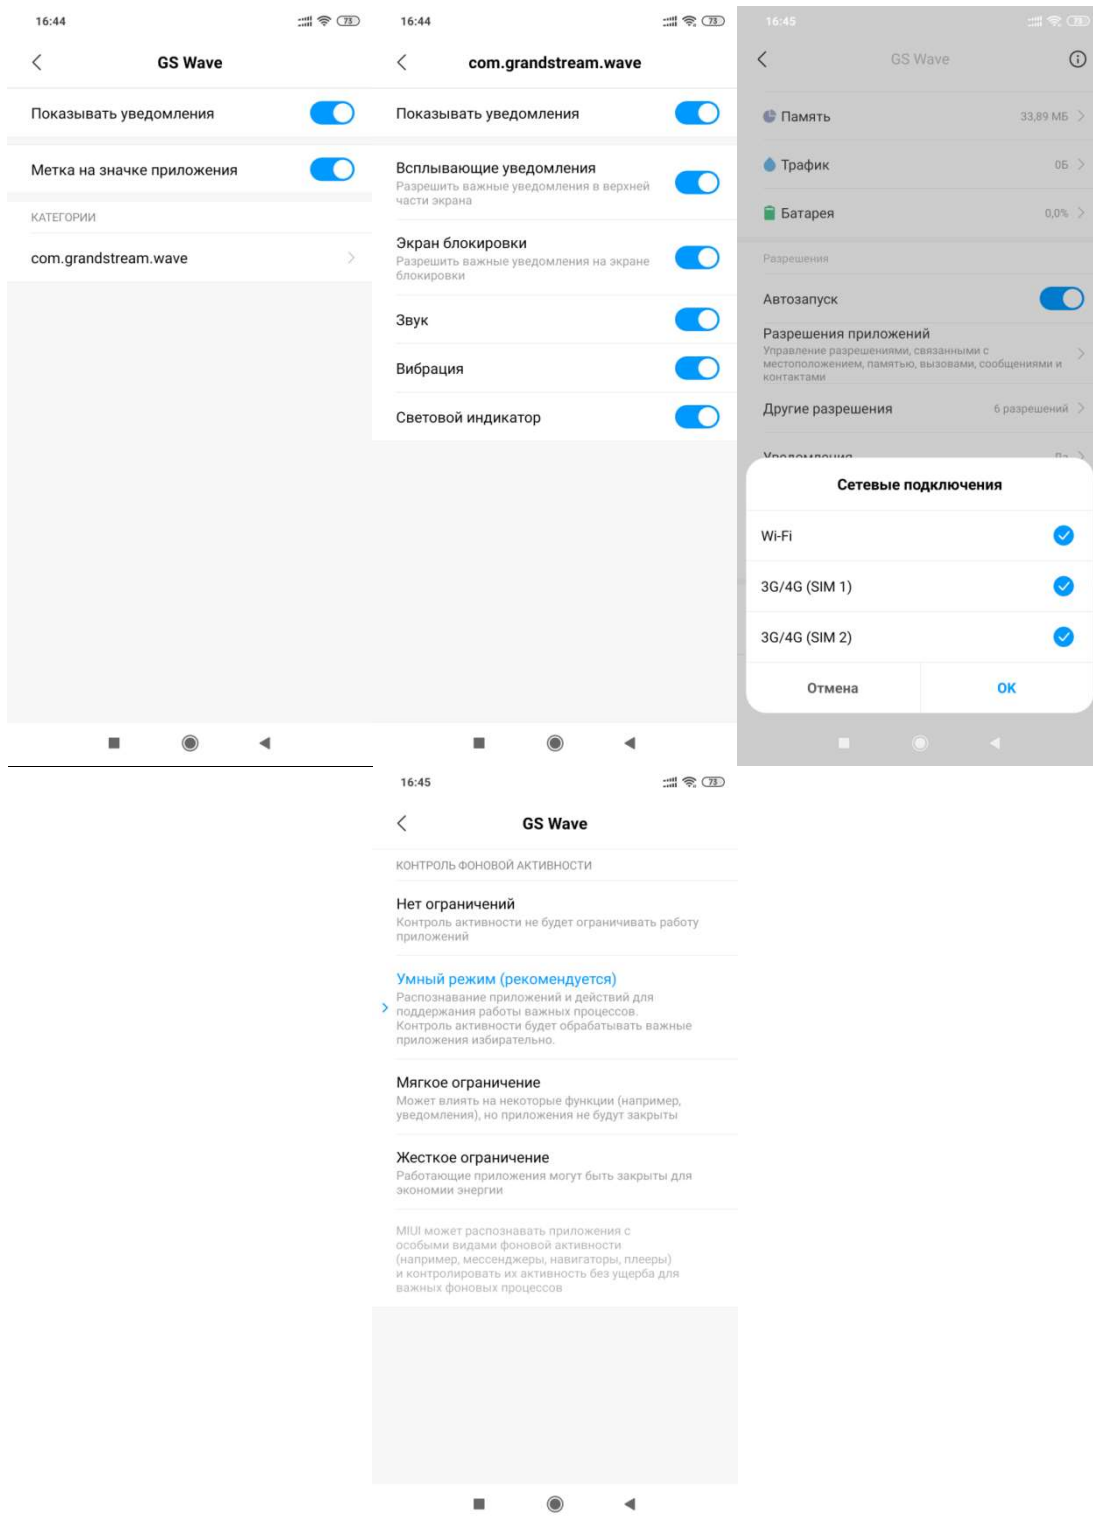 16:44
73
GS Wave
Показывать уведомления
Метка на значке приложения
КАТЕГОРИИ
com.grandstream.wave
16:44
73
com.grandstream.wave
Показывать уведомления
Всплывающие уведомления
Разрешить важные уведомления в верхней
части экрана
Экран блокировки
Разрешить важные уведомления на экране
блокировки
Звук
Вибрация
Световой индикатор
16:45
73
GS Wave
Память 33,89 МБ
Трафик 0Б
Батарея 0,0%
Разрешения
Автозапуск
Разрешения приложений
Управление разрешениями, связанными с
местоположением, памятью, вызовами, сообщениями и
контактами
Другие разрешения 6 разрешений
Уведомления Да
Сетевые подключения
Wi-Fi
3G/4G (SIM 1)
3G/4G (SIM 2)
Отмена OK
16:45
73
GS Wave
КОНТРОЛЬ ФОНОВОЙ АКТИВНОСТИ
Нет ограничений
Контроль активности не будет ограничивать работу
приложений
Умный режим (рекомендуется)
Распознавание приложений и действий для
поддержания работы важных процессов.
Контроль активности будет обрабатывать важные
приложения избирательно.
Мягкое ограничение
Может влиять на некоторые функции (например,
уведомления), но приложения не будут закрыты
Жесткое ограничение
Работающие приложения могут быть закрыты для
экономии энергии
MIUI может распознавать приложения с
особыми видами фоновой активности
(например, мессенджеры, навигаторы, плееры)
и контролировать их активность без ущерба для
важных фоновых процессов